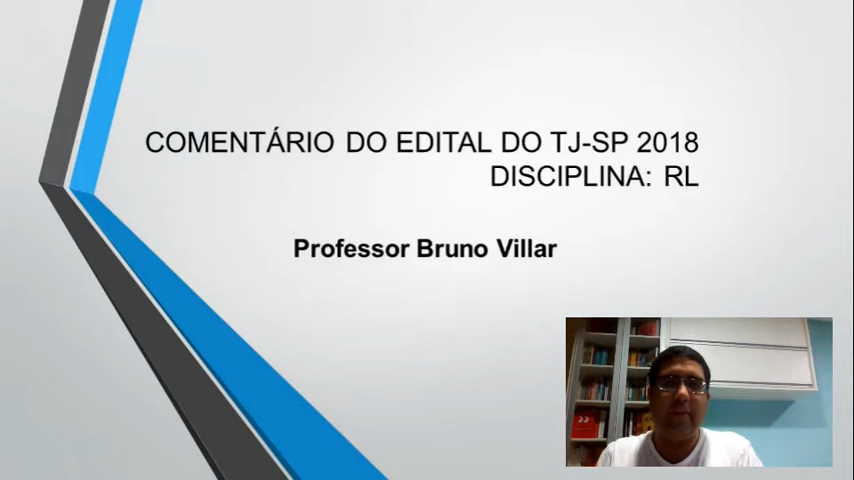 COMENTÁRIO DO EDITAL DO TJ-SP 2018
DISCIPLINA: RL
Professor Bruno Villar